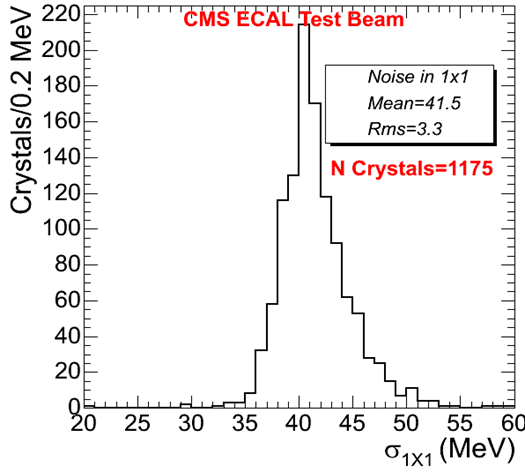 CMS ECAL Test Beam
Crystals/0.2 MeV
220
200
180
160
140
120
100
80
60
40
20
0
Noise in 1x1
Mean=41.5
Rms=3.3
N Crystals=1175
20 25 30 35 40 45 50 55 60
σ1X1 (MeV)